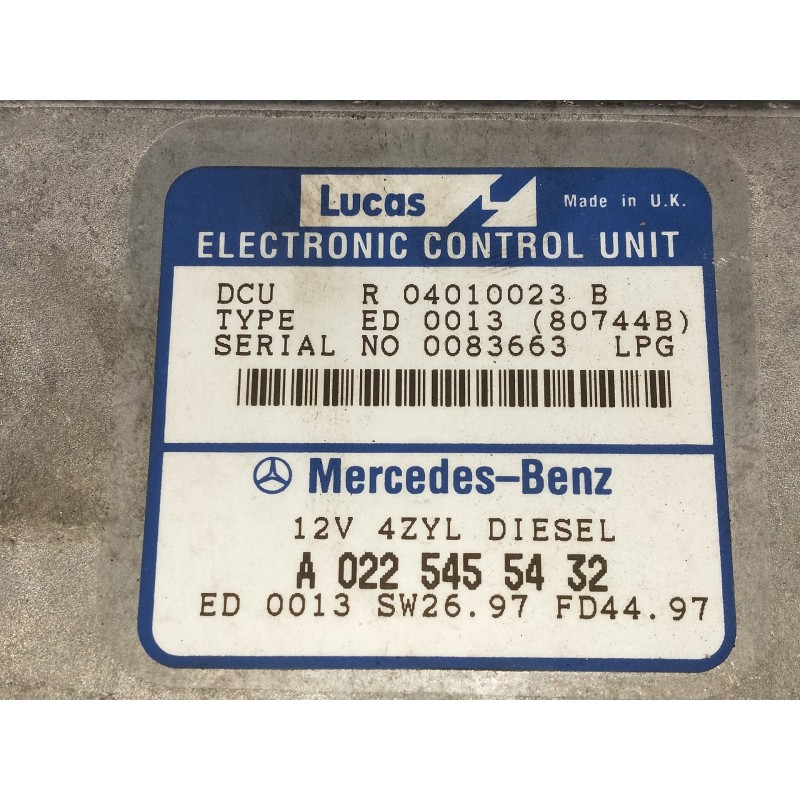 Lucas Made in U.K.
ELECTRONIC CONTROL UNIT
DCU R 04010023 B
TYPE ED 0013 (80744B)
SERIAL NO 0083663 LPG
Mercedes-Benz
12V 4ZYL DIESEL
A 022 545 54 32
ED 0013 SW26.97 FD44.97